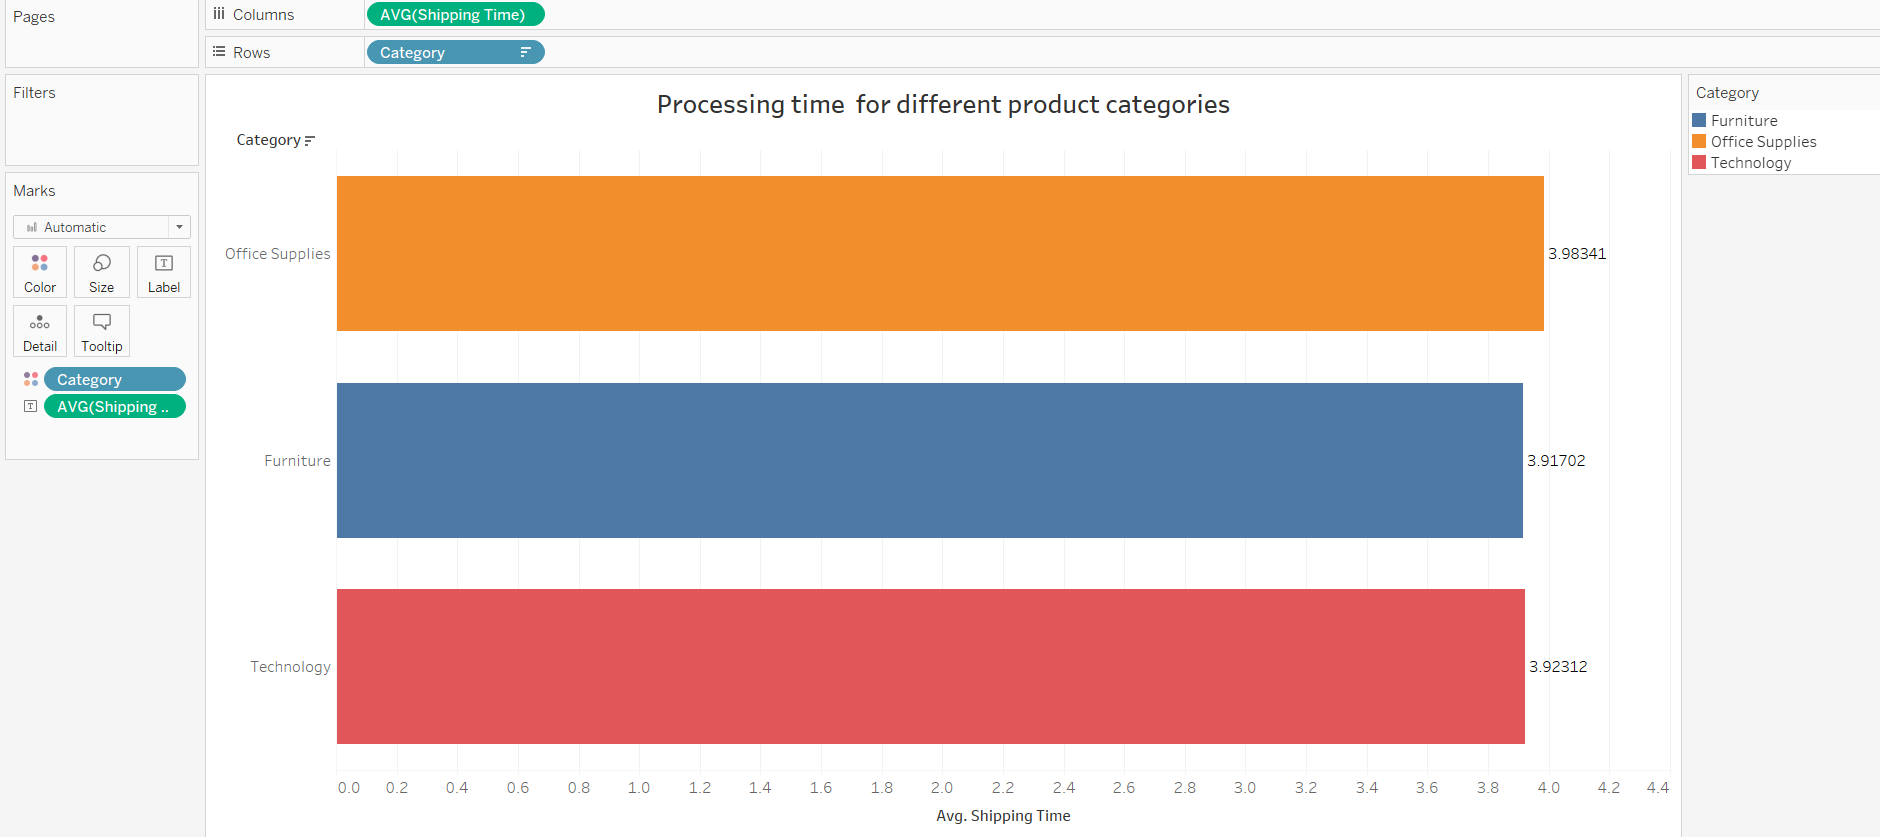 Pages
Columns
AVG(Shipping Time)
Rows
Category
Filters
Marks
Automatic
Color
Size
Label
Detail
Tooltip
Category
AVG(Shipping ..
Processing time  for different product categories
Category
Office Supplies
3.98341
Furniture
3.91702
Technology
3.92312
0.0 0.2 0.4 0.6 0.8 1.0 1.2 1.4 1.6 1.8 2.0 2.2 2.4 2.6 2.8 3.0 3.2 3.4 3.6 3.8 4.0 4.2 4.4
Avg. Shipping Time
Category
Furniture
Office Supplies
Technology